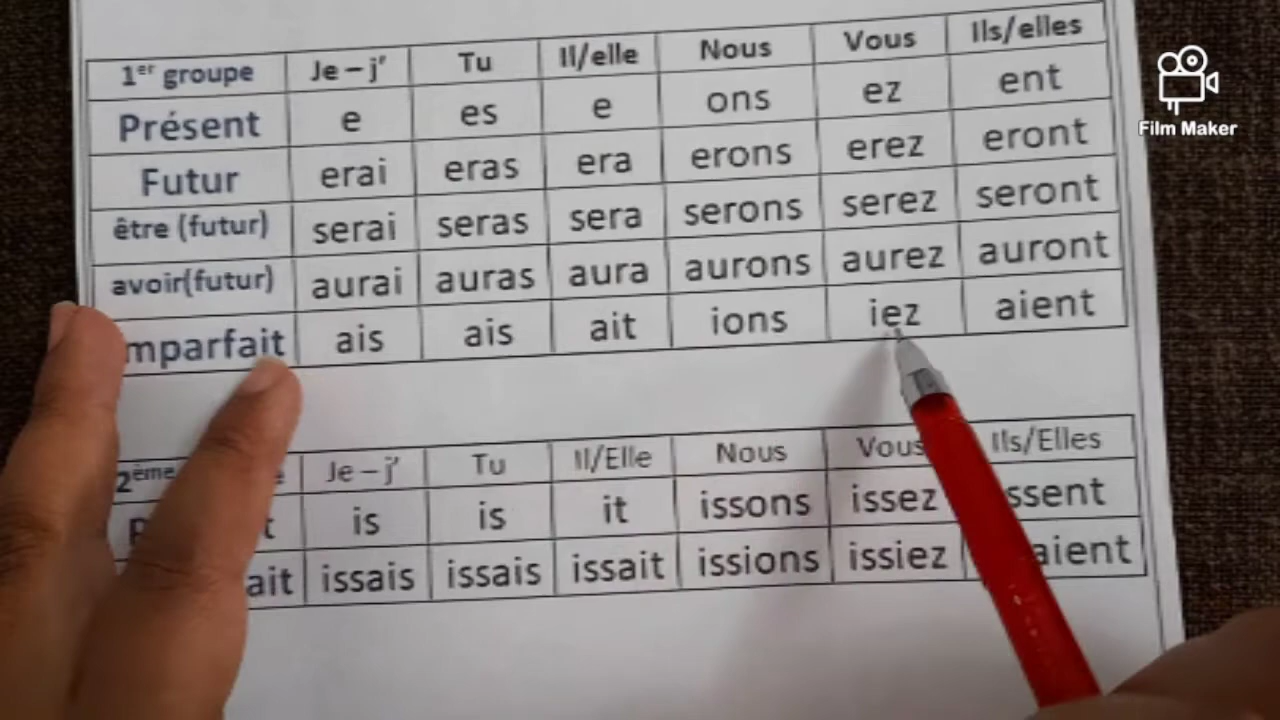 1er groupe Je – j' Tu Il/elle Nous Vous Ils/elles
Présent e es e ons ez ent
Futur erai eras era erons erez eront
être (futur) serai seras sera serons serez seront
avoir(futur) aurai auras aura aurons aurez auront
mparfait ais ais ait ions iez aient
2ème e Je – j' Tu Il/Elle Nous Vous Ils/Elles
P t is is it issons issez ssent
ait issais issais issait issions issiez aient
Film Maker